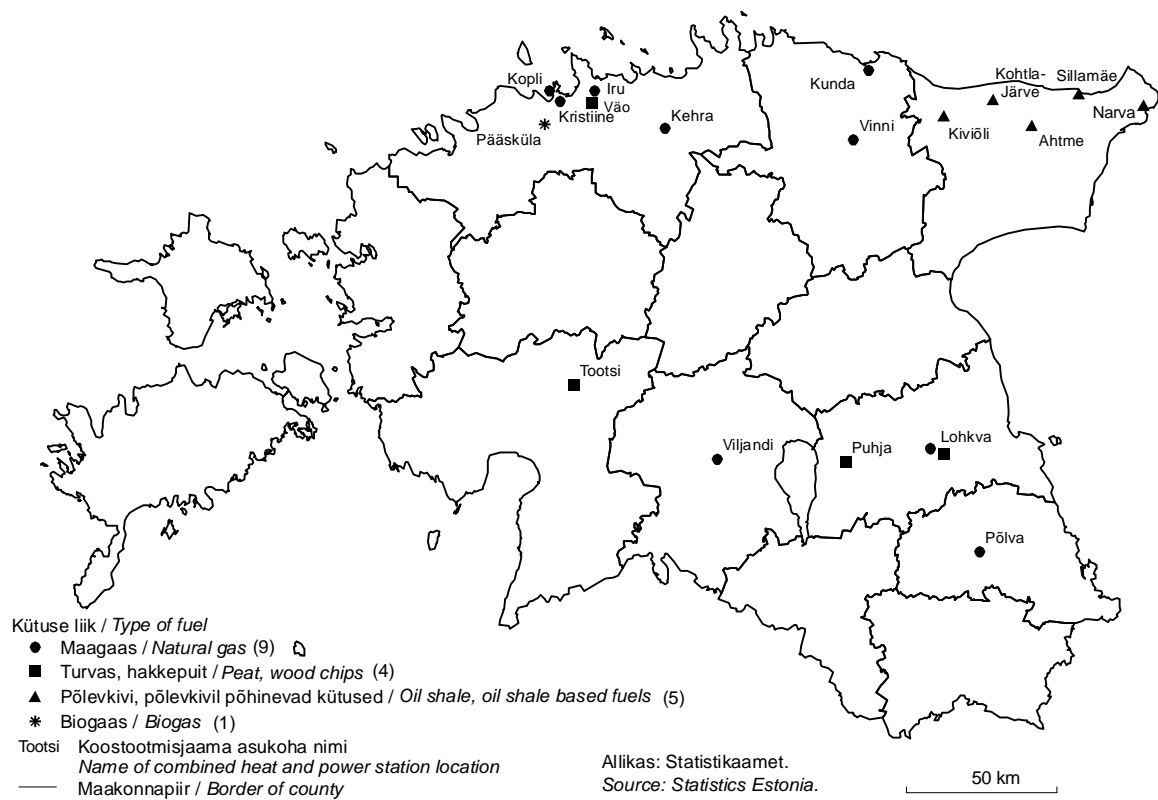 Kopli
Iru
Väo
Kristiine
Pääsküla
Kehra
Kunda
Vinni
Kohtla-
Järve
Sillamäe
Narva
Kiviõli
Ahtme
Tootsi
Viljandi
Puhja
Lohkva
Põlva
Kütuse liik / Type of fuel
Maagaas / Natural gas (9)
Turvas, hakkepuit / Peat, wood chips (4)
Põlevkivi, põlevkivil põhinevad kütused / Oil shale, oil shale based fuels (5)
Biogaas / Biogas (1)
Tootsi Koostootmisjaama asukoha nimi
Name of combined heat and power station location
Maakonnapiir / Border of county
Allikas: Statistikaamet.
Source: Statistics Estonia.
50 km